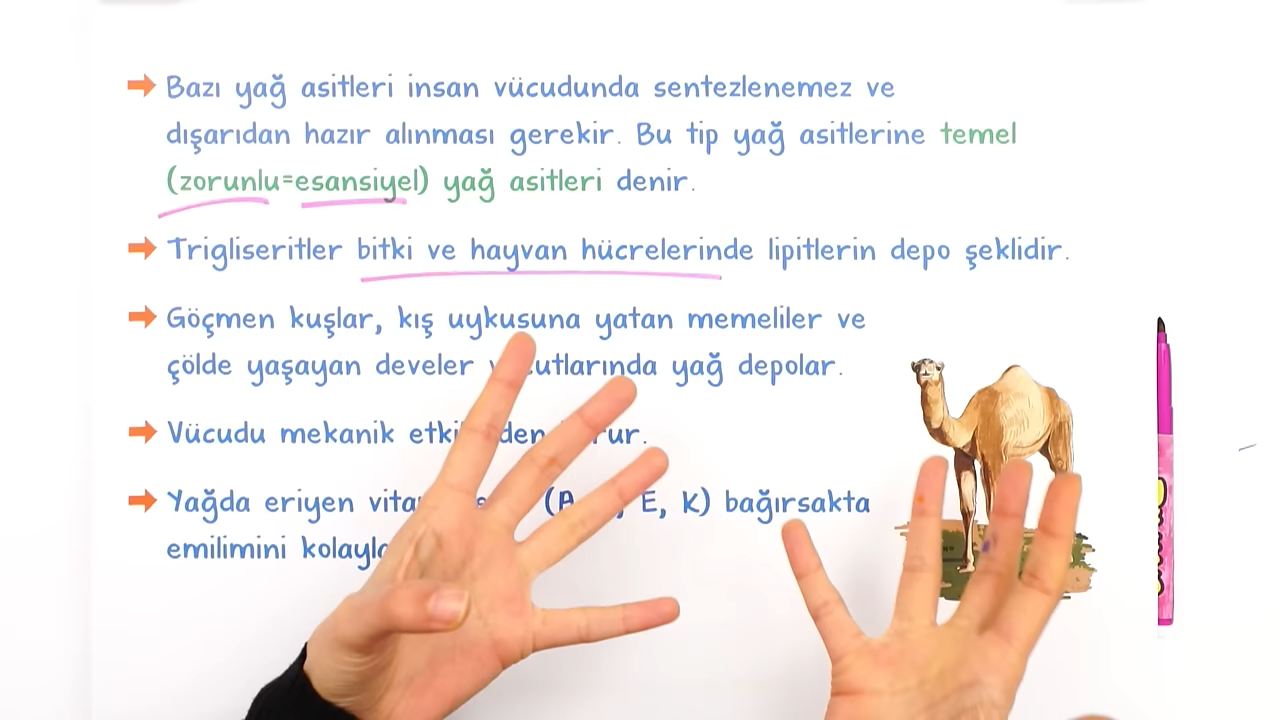 Bazı yağ asitleri insan vücudunda sentezlenemez ve
dışarıdan hazır alınması gerekir. Bu tip yağ asitlerine temel
(zorunlu=esansiyel) yağ asitleri denir.
Trigliseritler bitki ve hayvan hücrelerinde lipitlerin depo şeklidir.
Göçmen kuşlar, kış uykusuna yatan memeliler ve
çölde yaşayan develer yağ depolar.
Vücudu mekanik
Yağda eriyen E, K) bağırsakta
emilimini